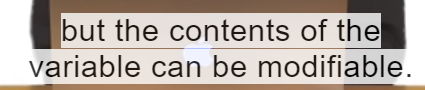 but the contents of the
variable can be modifiable.